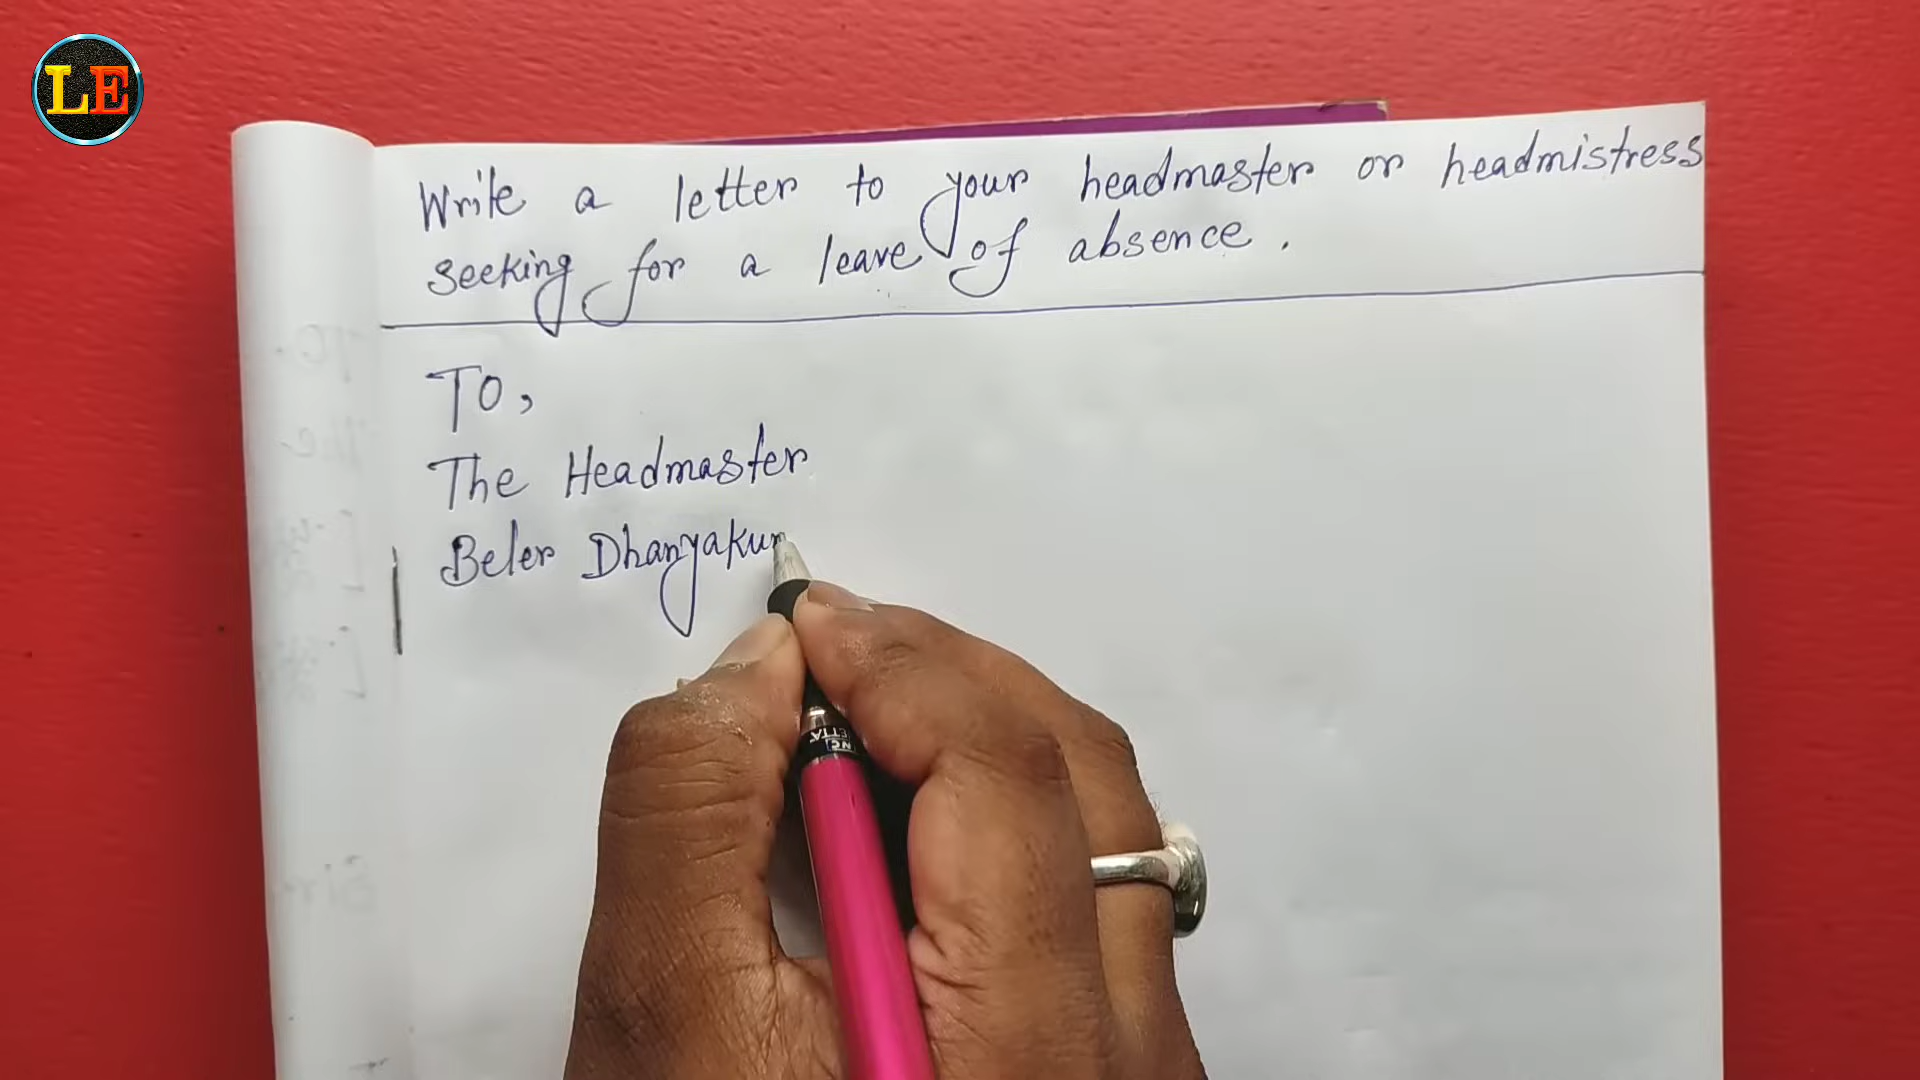 LE
Write a letter to your headmaster or headmistress
seeking for a leave of absence.
TO,
The Headmaster
Beler Dhanyakur